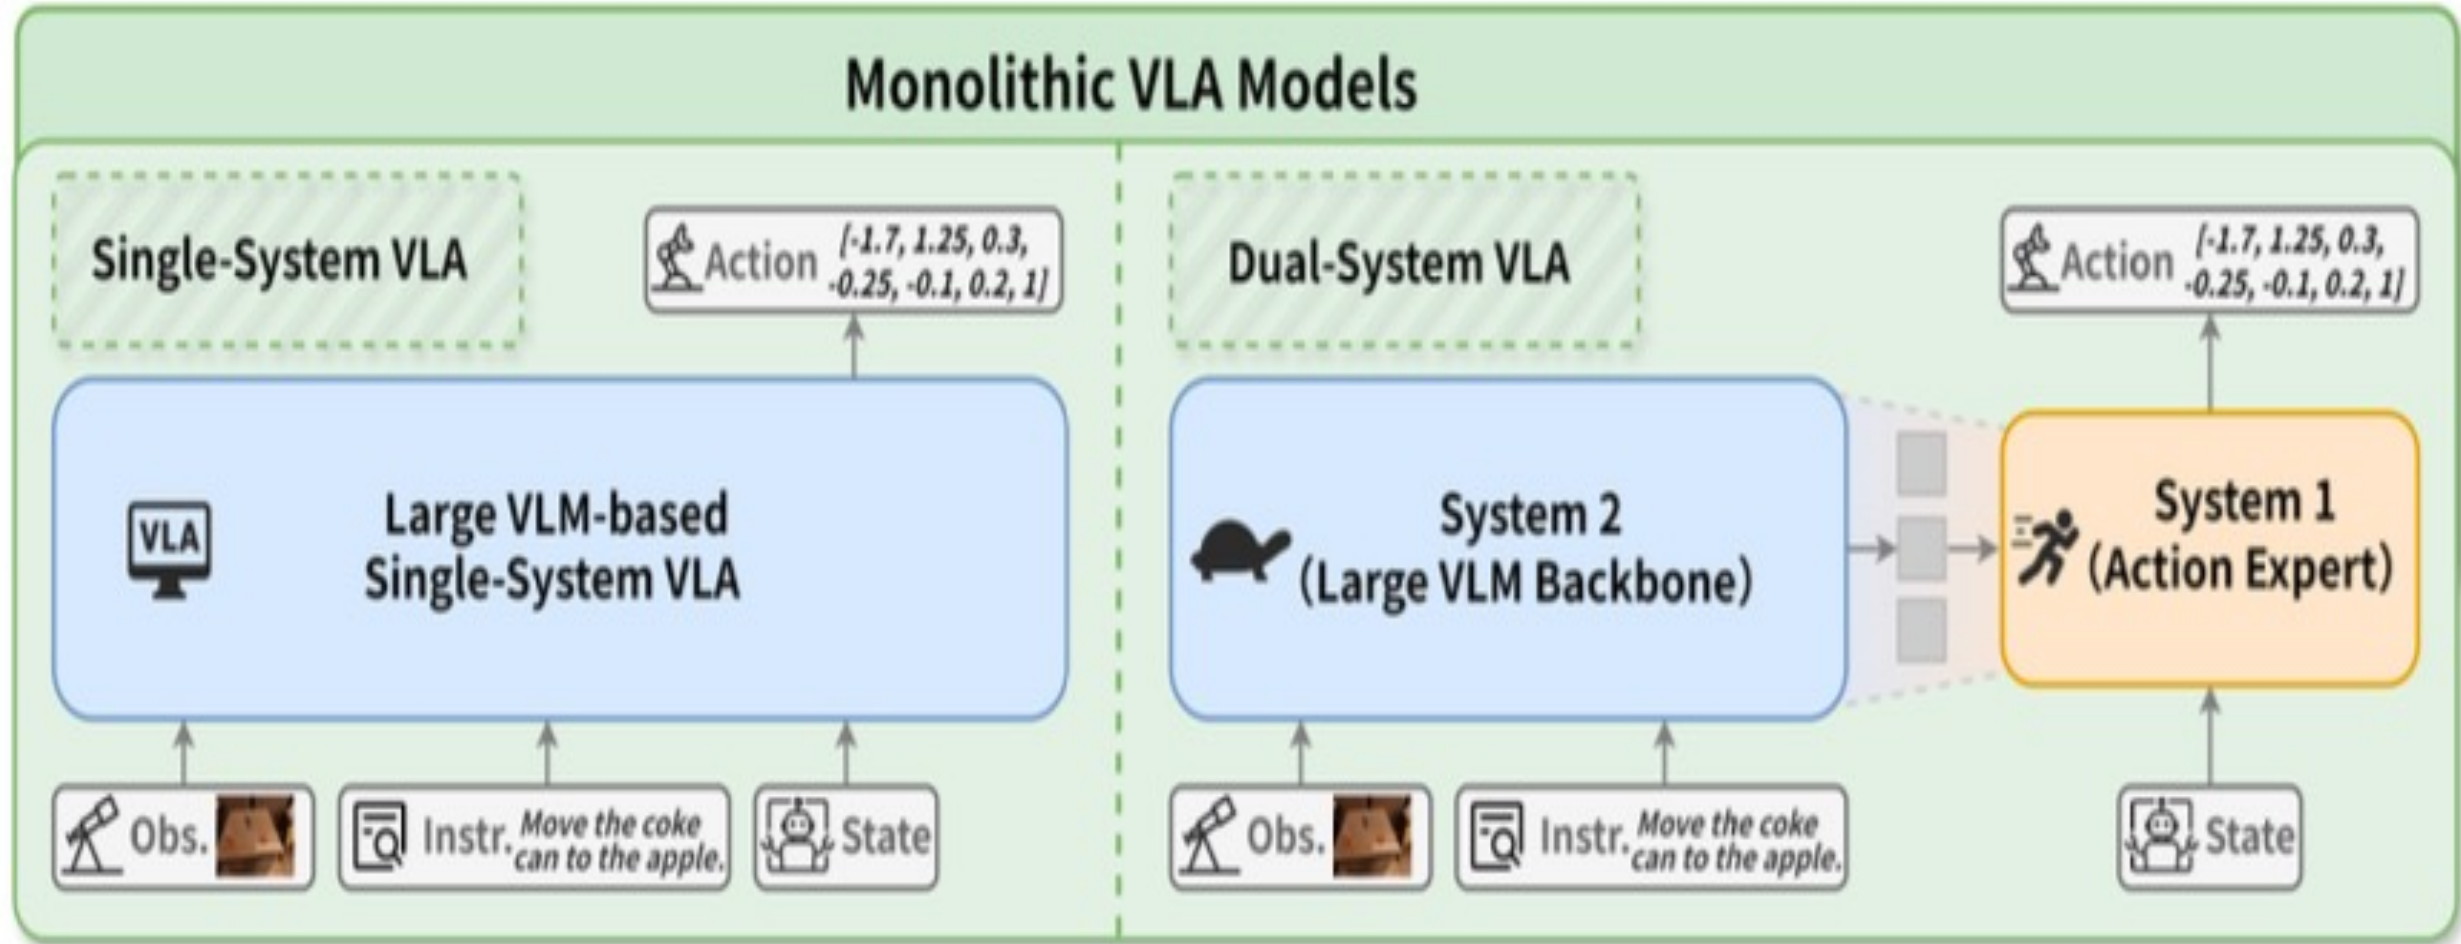 Monolithic VLA Models
Single-System VLA
Action
[-1.7, 1.25, 0.3,
-0.25, -0.1, 0.2, 1]
VLA
Large VLM-based
Single-System VLA
Obs.
Instr.
Move the coke
can to the apple.
State
Dual-System VLA
Action
[-1.7, 1.25, 0.3,
-0.25, -0.1, 0.2, 1]
System 2
(Large VLM Backbone)
System 1
(Action Expert)
Obs.
Instr.
Move the coke
can to the apple.
State